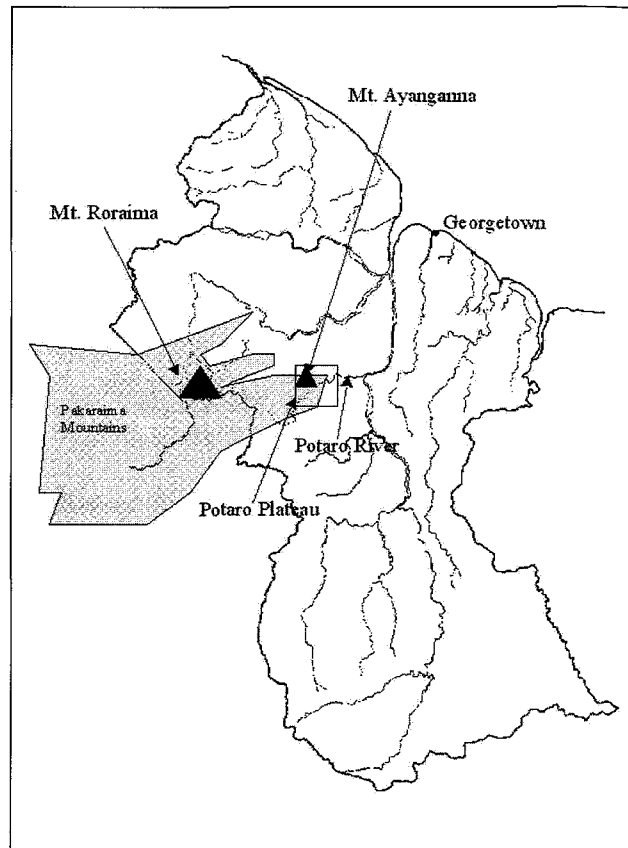 Mt. Ayanganna
Mt. Roraima
Georgetown
Pakaraima
Mountains
Potaro River
Potaro Plateau